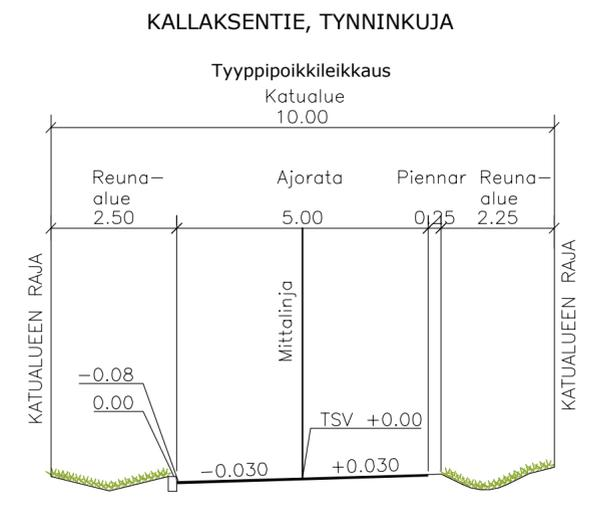 KALLAKSENTIE, TYNNINKUJA
Tyyppipoikkileikkaus
Katualue
10.00
Reuna-
alue
2.50
Ajorata
5.00
Piennar
0.25
Reuna-
alue
2.25
KATUALUEEN RAJA
Mittalinja
KATUALUEEN RAJA
-0.08
0.00
TSV +0.00
-0.030
+0.030